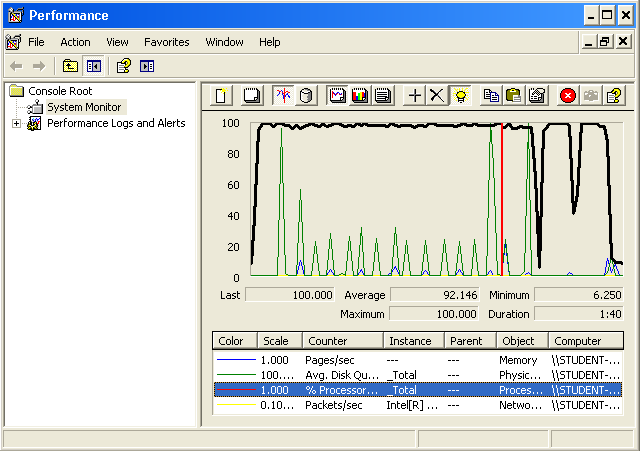 Performance
File Action View Favorites Window Help
Console Root
System Monitor
Performance Logs and Alerts
100
80
60
40
20
0
Last 100.000 Average 92.146 Minimum 6.250
Maximum 100.000 Duration 1:40
Color Scale Counter Instance Parent Object Computer
1.000 Pages/sec --- --- Memory \\STUDENT-...
100.... Avg. Disk Qu... _Total --- Physic... \\STUDENT-...
1.000 % Processor... _Total --- Proces... \\STUDENT-...
0.10... Packets/sec Intel[R] ... --- Netwo... \\STUDENT-...